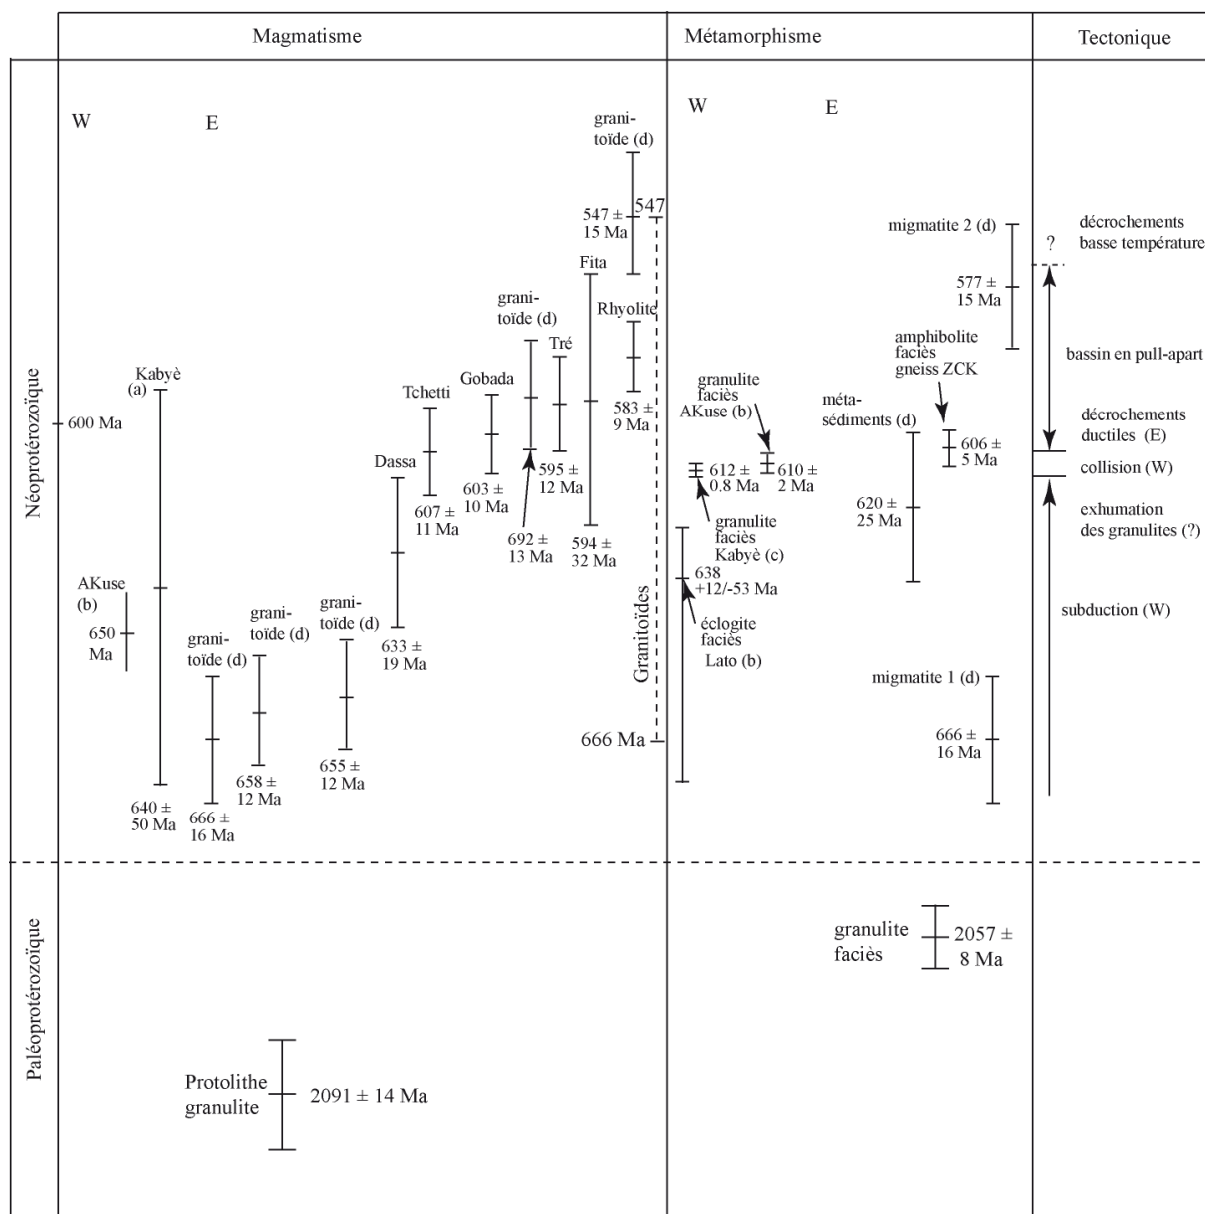 Magmatisme
Métamorphisme
Tectonique
Néoprotérozoïque
Paléoprotérozoïque
600 Ma
W
E
Kabyè
(a)
640 ±
50 Ma
AKuse
(b)
650
Ma
grani-
toïde (d)
666 ±
16 Ma
grani-
toïde (d)
658 ±
12 Ma
grani-
toïde (d)
655 ±
12 Ma
Dassa
633 ±
19 Ma
Tchetti
607 ±
11 Ma
Gobada
603 ±
10 Ma
grani-
toïde (d)
692 ±
13 Ma
Tré
595 ±
12 Ma
Fita
594 ±
32 Ma
grani-
toïde (d)
547 ±
15 Ma
Rhyolite
583 ±
9 Ma
547
Granitoïdes
666 Ma
Protolithe
granulite
2091 ± 14 Ma
W
E
granulite
faciès
AKuse (b)
612 ±
0.8 Ma
610 ±
2 Ma
granulite
faciès
Kabyè (c)
638
+12/-53 Ma
éclogite
faciès
Lato (b)
migmatite 2 (d)
577 ±
15 Ma
amphibolite
faciès
gneiss ZCK
606 ±
5 Ma
méta-
sédiments (d)
620 ±
25 Ma
migmatite 1 (d)
666 ±
16 Ma
granulite
faciès
2057 ±
8 Ma
?
décrochements
basse température
bassin en pull-apart
décrochements
ductiles (E)
collision (W)
exhumation
des granulites (?)
subduction (W)